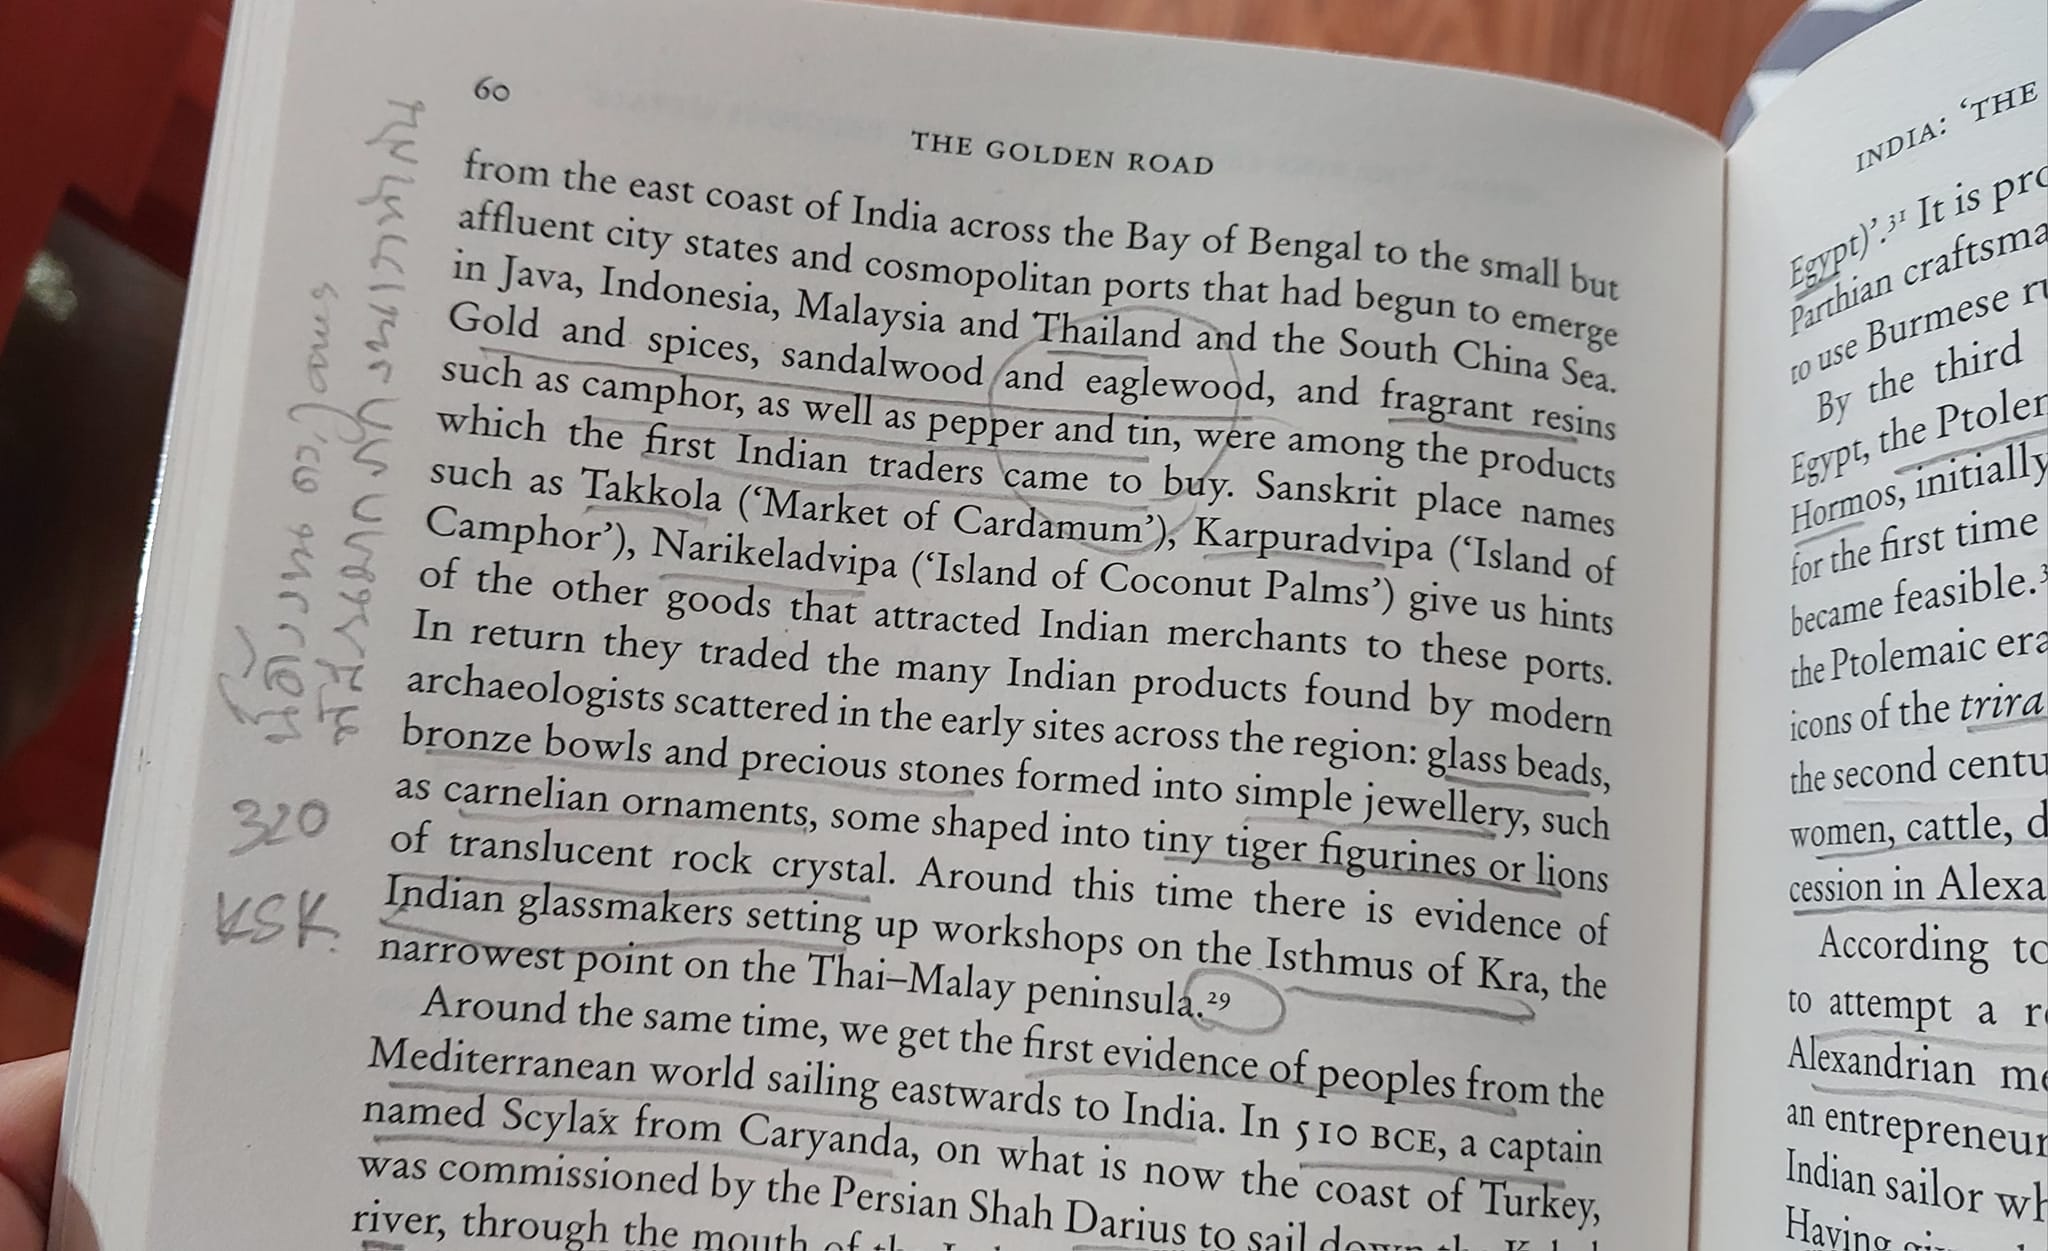 60
THE GOLDEN ROAD
from the east coast of India across the Bay of Bengal to the small but
affluent city states and cosmopolitan ports that had begun to emerge
in Java, Indonesia, Malaysia and Thailand and the South China Sea.
Gold and spices, sandalwood and eaglewood, and fragrant resins
such as camphor, as well as pepper and tin, were among the products
which the first Indian traders came to buy. Sanskrit place names
such as Takkola (‘Market of Cardamum’), Karpuradvipa (‘Island of
Camphor’), Narikeladvipa (‘Island of Coconut Palms’) give us hints
of the other goods that attracted Indian merchants to these ports.
In return they traded the many Indian products found by modern
archaeologists scattered in the early sites across the region: glass beads,
bronze bowls and precious stones formed into simple jewellery, such
as carnelian ornaments, some shaped into tiny tiger figurines or lions
of translucent rock crystal. Around this time there is evidence of
Indian glassmakers setting up workshops on the Isthmus of Kra, the
narrowest point on the Thai–Malay peninsula.²⁹
Around the same time, we get the first evidence of peoples from the
Mediterranean world sailing eastwards to India. In 510 BCE, a captain
named Scylax from Caryanda, on what is now the coast of Turkey,
was commissioned by the Persian Shah Darius to sail down the
river, through the mouth of the
320
KSK.
INDIA: ‘THE
Egypt)’.³¹ It is
Parthian
to use Burmese
By the third
Egypt, the
Hormos, initially
for the first time
became feasible.
the Ptolemaic era
icons of the
the second
women, cattle,
cession in
According to
to attempt a
Alexandrian
an entrepreneur
Indian sailor
Having